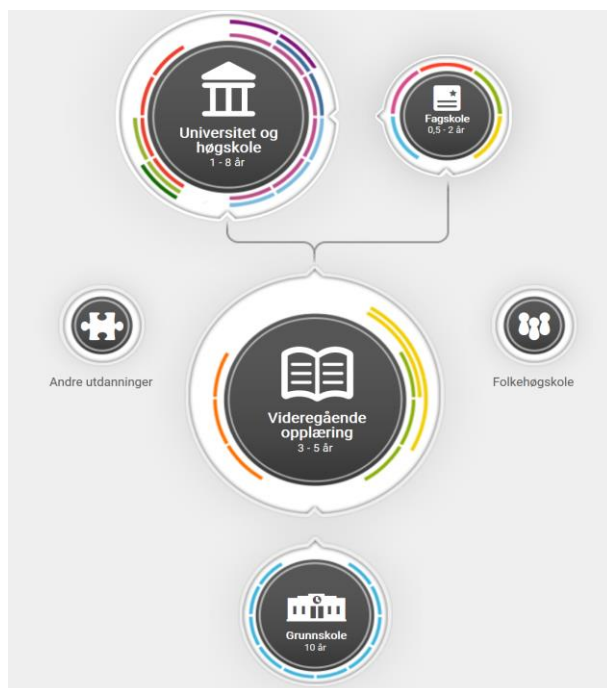 Universitet og
høgskole
1 - 8 år
Fagskole
0,5 - 2 år
Andre utdanninger
Folkehøgskole
Videregående
opplæring
3 - 5 år
Grunnskole
10 år